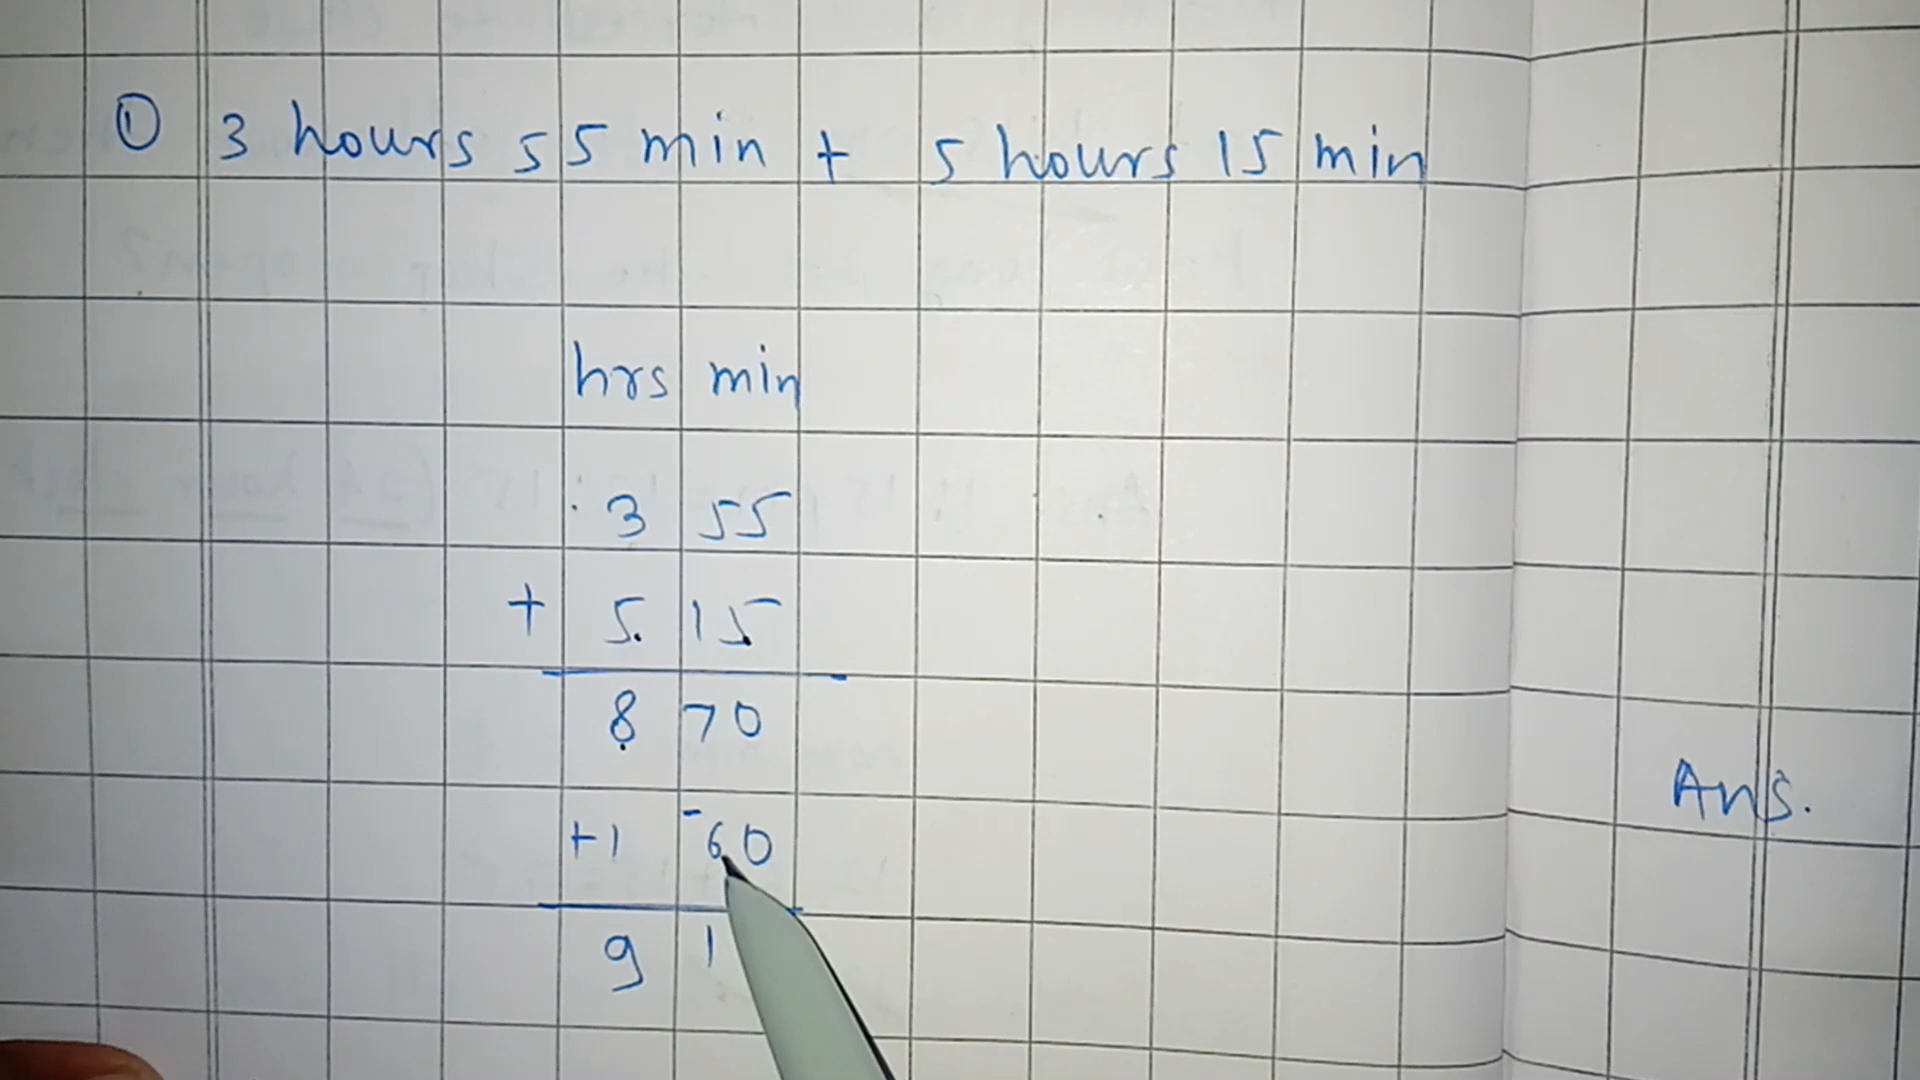 ① 3 hours 55 min + 5 hours 15 min
hrs min
3 55
+ 5 15
8 70
Ans.
+1 -60
9 1